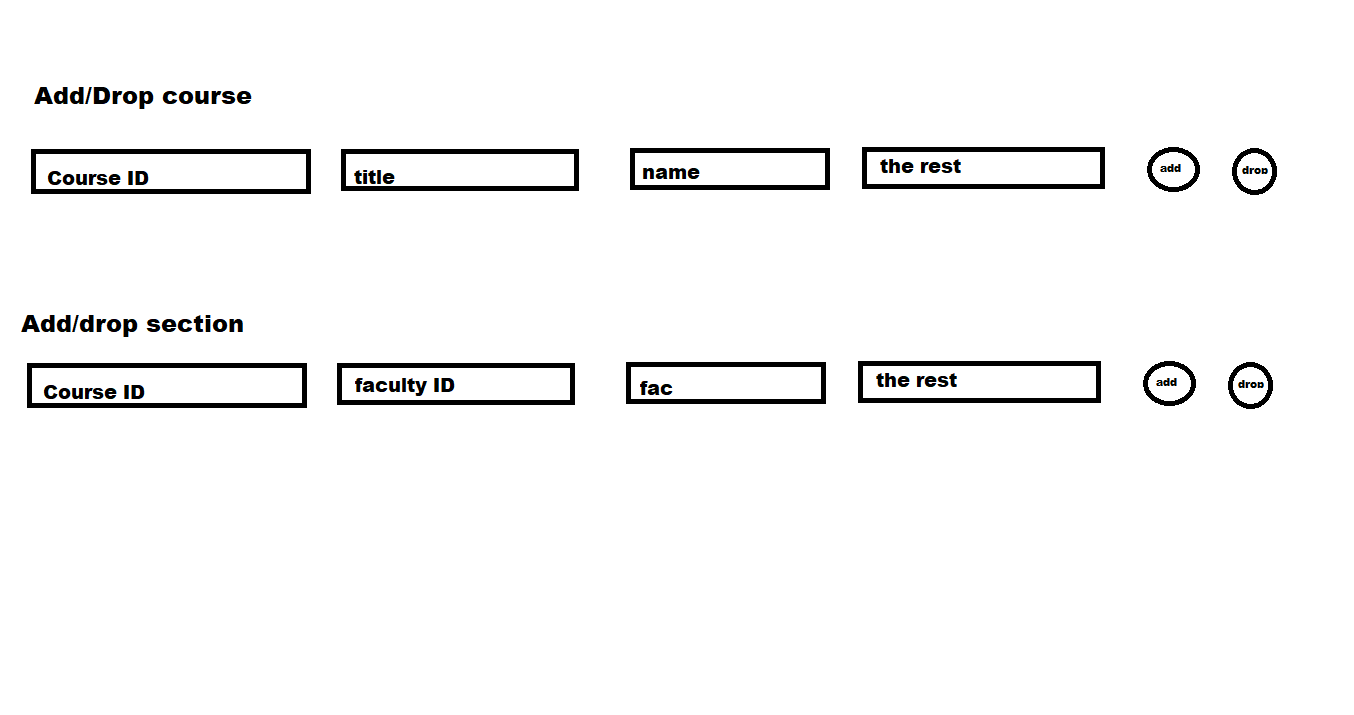 Add/Drop course
Course ID title name the rest add drop
Add/drop section
Course ID faculty ID fac the rest add drop